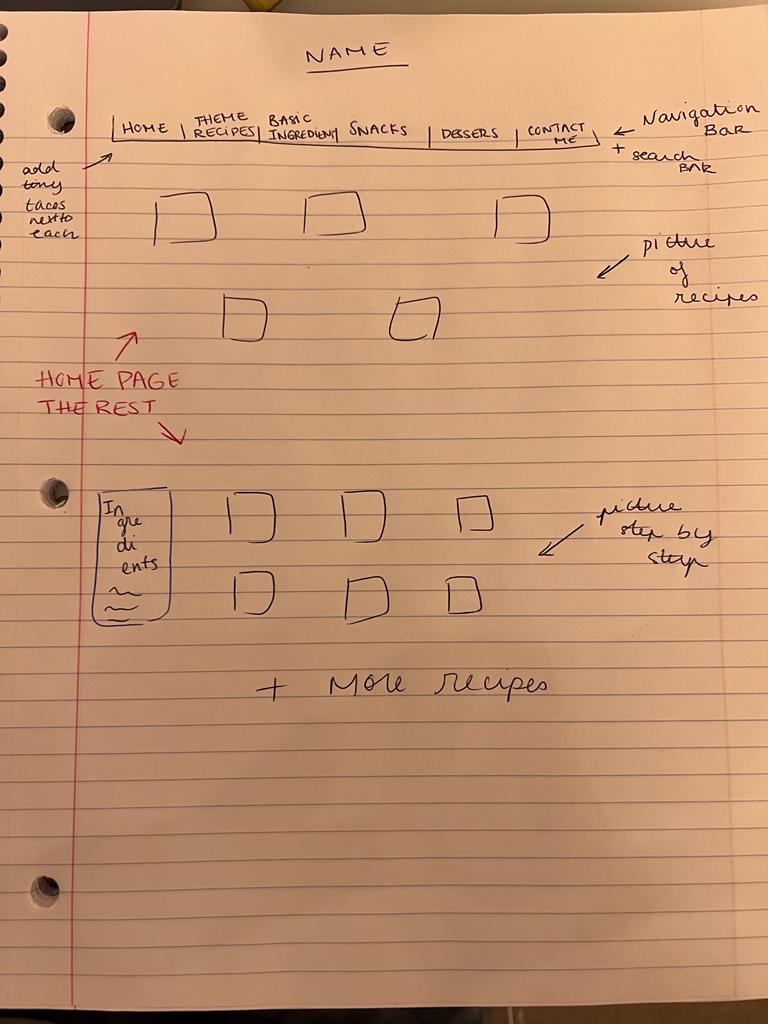 NAME
HOME | THEME RECIPES | BASIC INGREDIENT | SNACKS | DESSERS | CONTACT ME
← Navigation
BAR
+ search
BAR
add
tiny
tacos
next to
each
picture
of
recipes
HOME PAGE
THE REST
In
gre
di
ents
picture
step by
step
+ More recipes